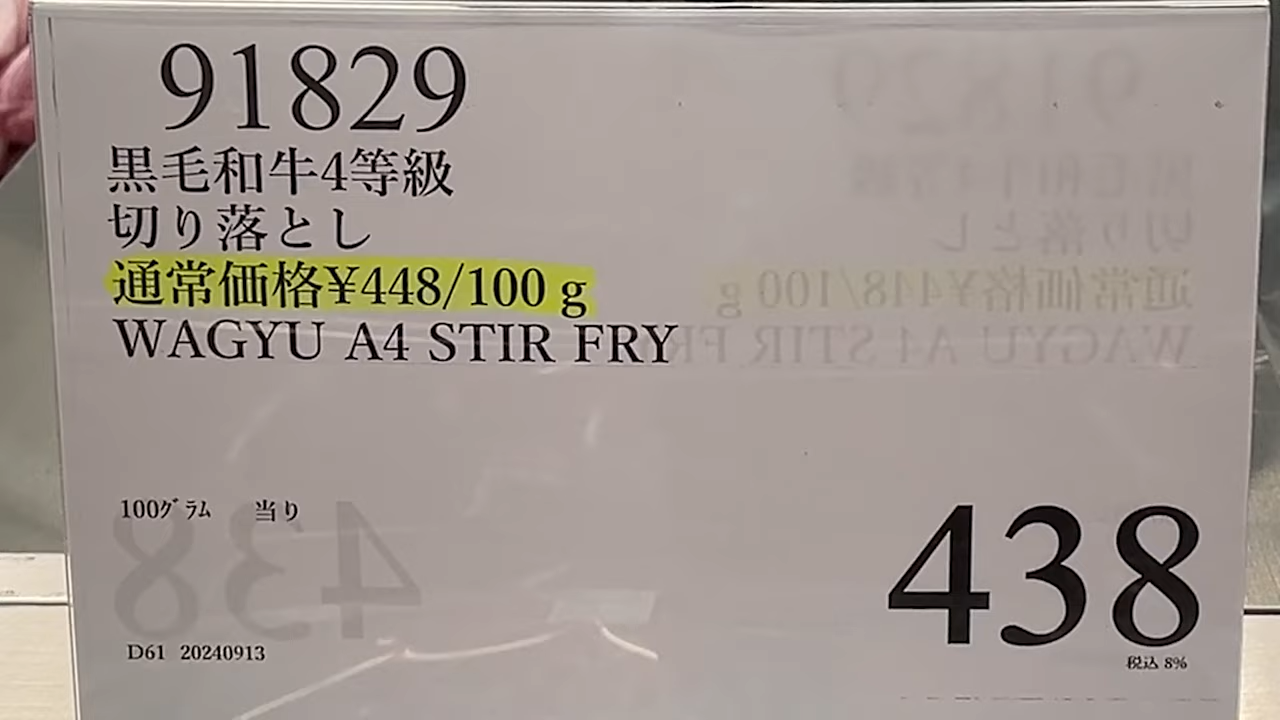 91829
黒毛和牛4等級
切り落とし
通常価格¥448/100 g
WAGYU A4 STIR FRY
100グラム 当り
438
税込 8%
D61 20240913